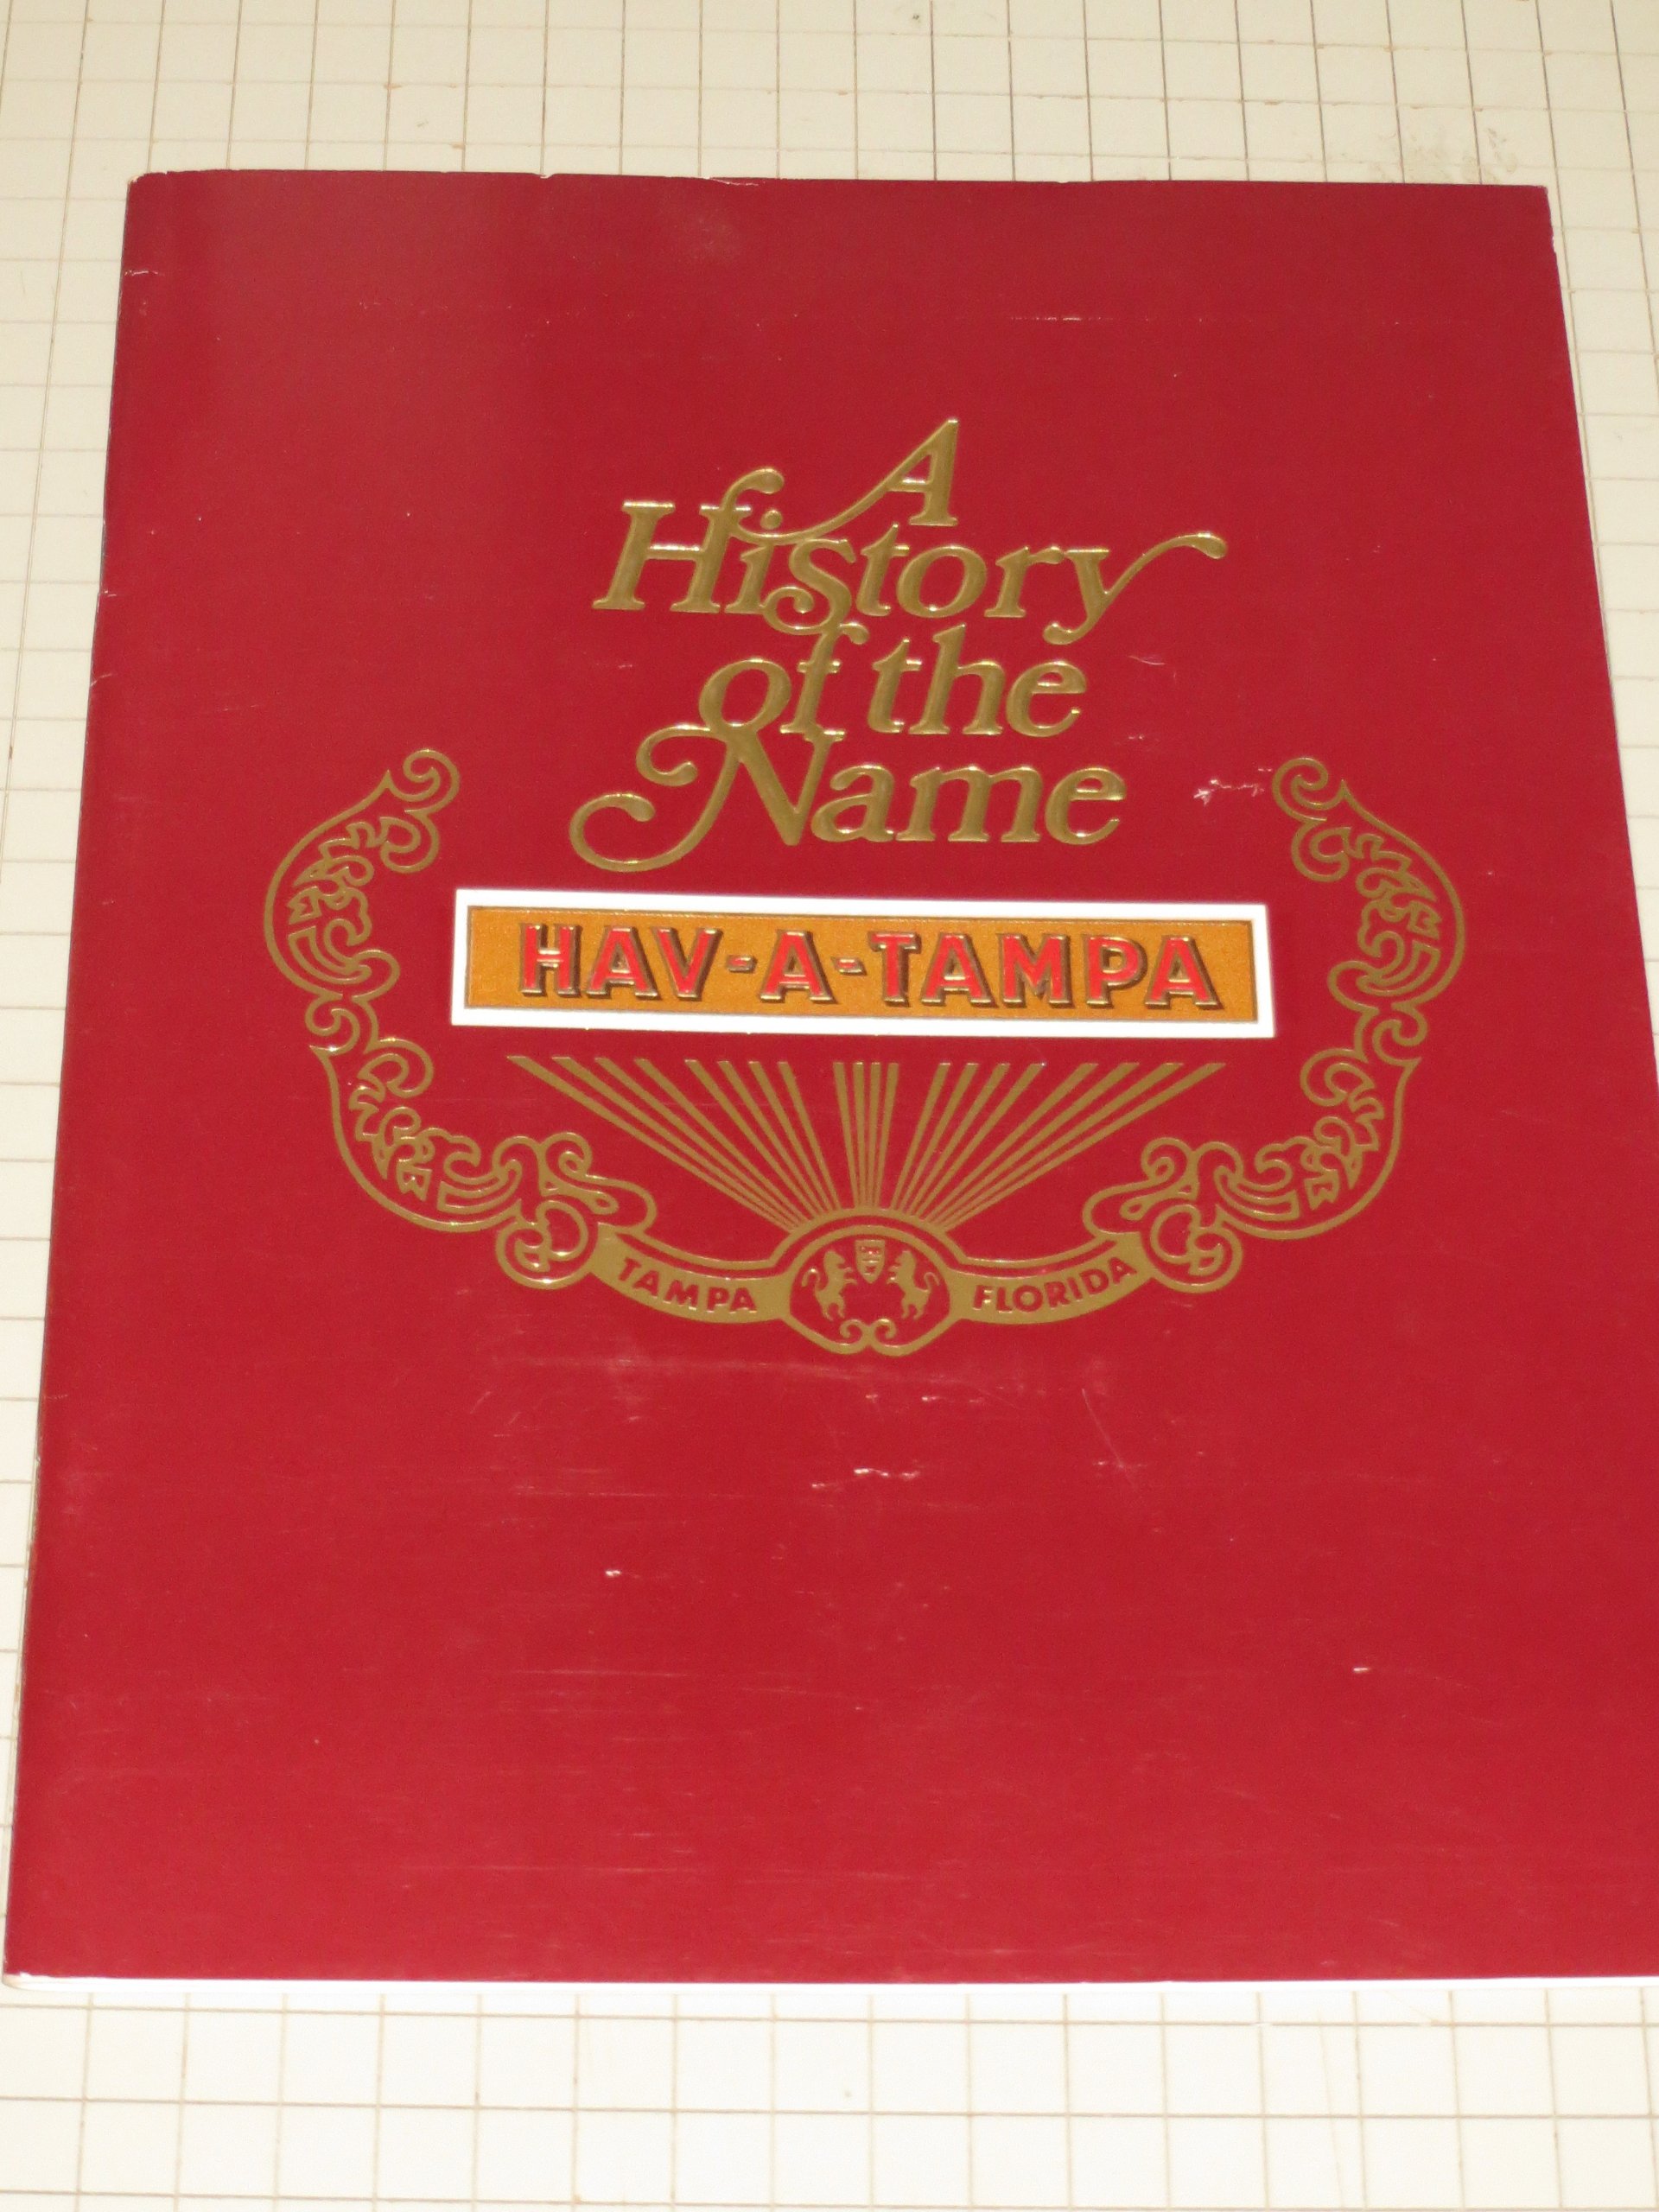 A
History
of the
Name
HAV-A-TAMPA
TAMPA FLORIDA